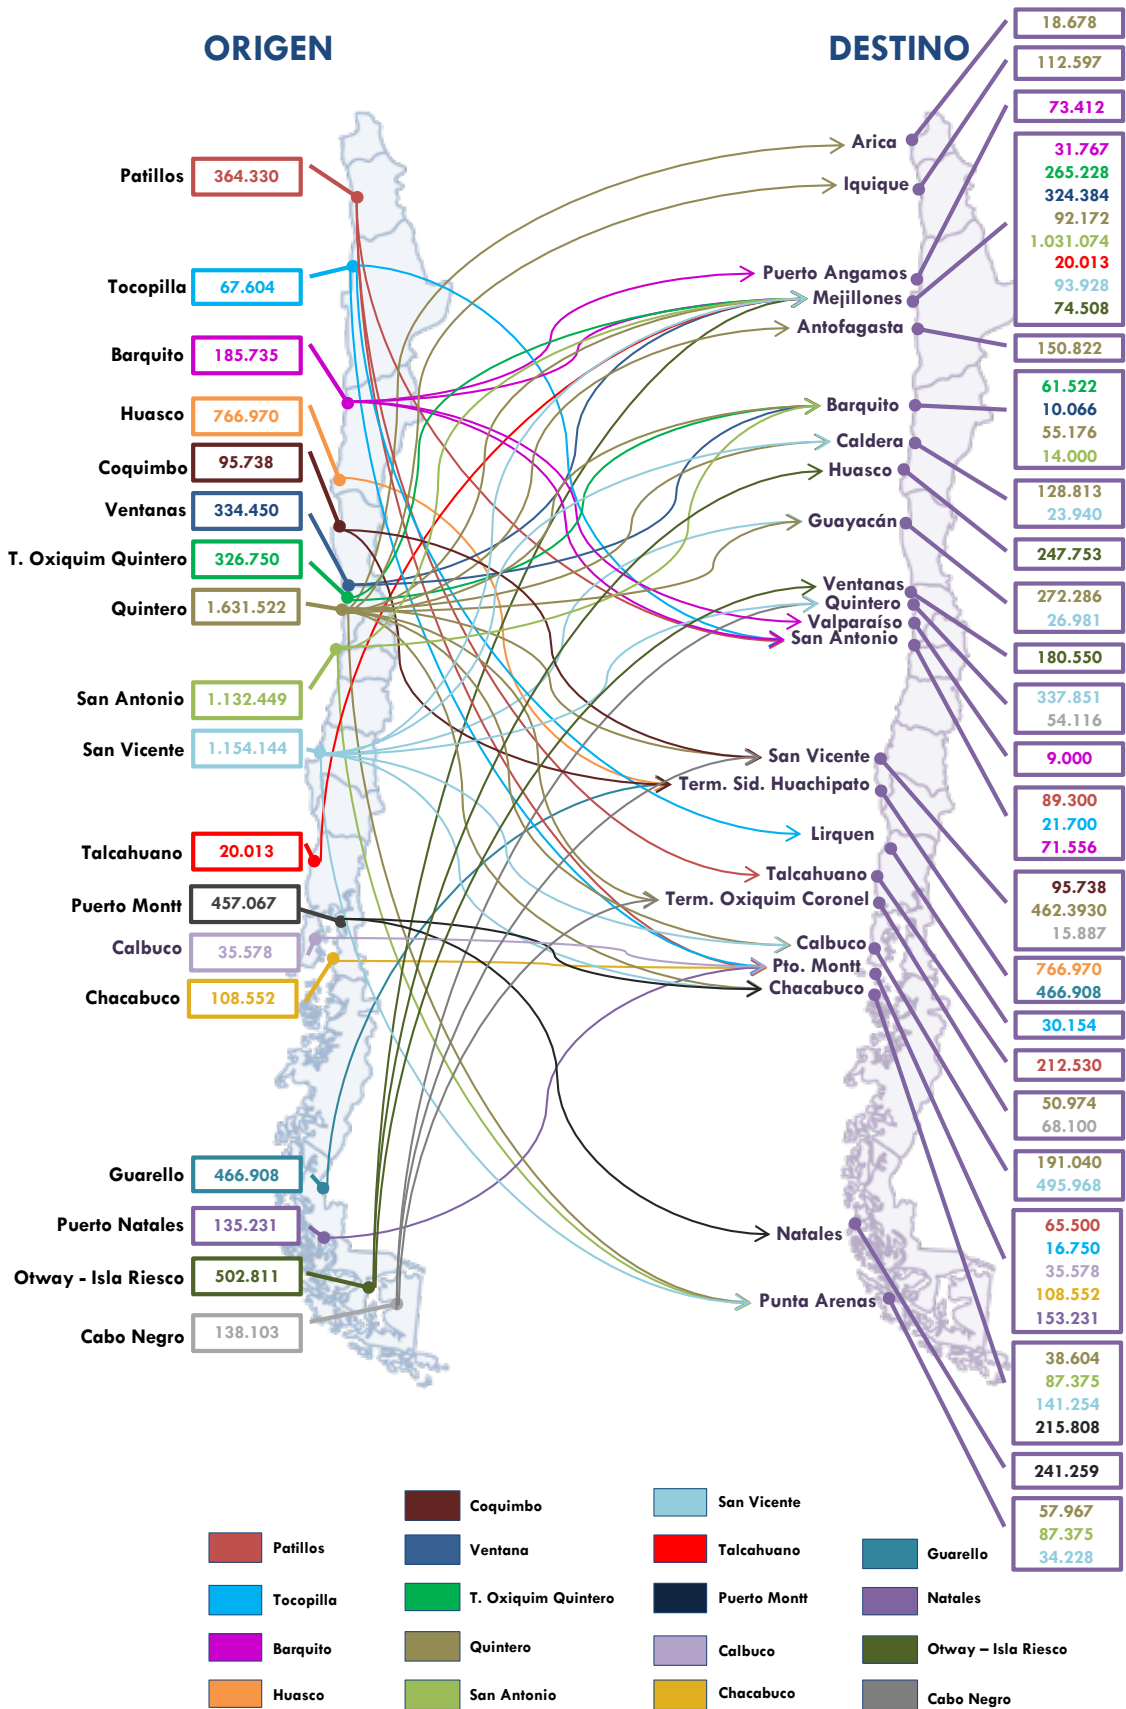 ORIGEN
Patillos 364.330
Tocopilla 67.604
Barquito 185.735
Huasco 766.970
Coquimbo 95.738
Ventanas 334.450
T. Oxiquim Quintero 326.750
Quintero 1.631.522
San Antonio 1.132.449
San Vicente 1.154.144
Talcahuano 20.013
Puerto Montt 457.067
Calbuco 35.578
Chacabuco 108.552
Guarello 466.908
Puerto Natales 135.231
Otway - Isla Riesco 502.811
Cabo Negro 138.103
DESTINO
Arica
Iquique
Puerto Angamos
Mejillones
Antofagasta
Barquito
Caldera
Huasco
Guayacán
Ventanas
Quintero
Valparaíso
San Antonio
San Vicente
Term. Sid. Huachipato
Lirquen
Talcahuano
Term. Oxiquim Coronel
Calbuco
Pto. Montt
Chacabuco
Natales
Punta Arenas
18.678
112.597
73.412
31.767
265.228
324.384
92.172
1.031.074
20.013
93.928
74.508
150.822
61.522
10.066
55.176
14.000
128.813
23.940
247.753
272.286
26.981
180.550
337.851
54.116
9.000
89.300
21.700
71.556
95.738
462.3930
15.887
766.970
466.908
30.154
212.530
50.974
68.100
191.040
495.968
65.500
16.750
35.578
108.552
153.231
38.604
87.375
141.254
215.808
241.259
57.967
87.375
34.228
Patillos
Tocopilla
Barquito
Huasco
Coquimbo
Ventana
T. Oxiquim Quintero
Quintero
San Antonio
San Vicente
Talcahuano
Puerto Montt
Calbuco
Chacabuco
Guarello
Natales
Otway – Isla Riesco
Cabo Negro